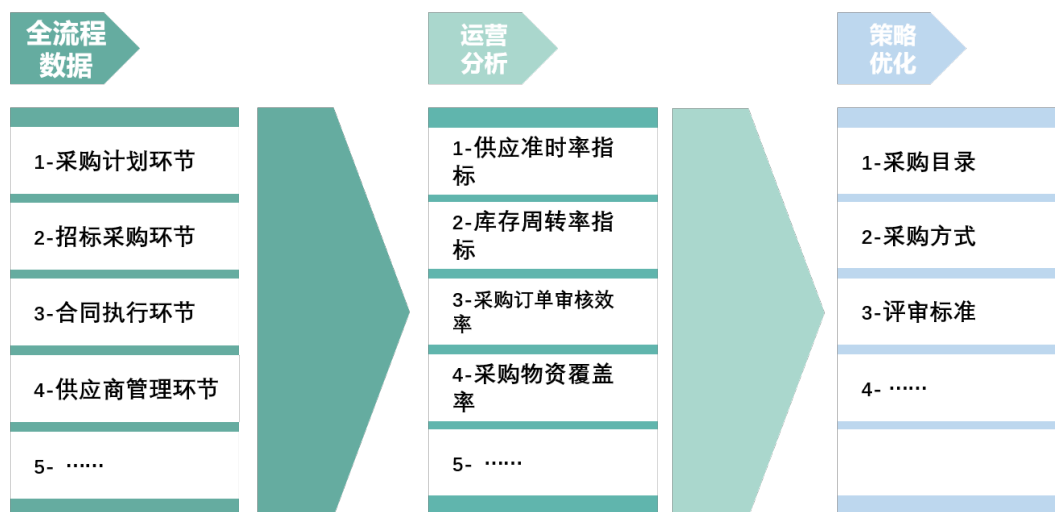 全流程
数据
1-采购计划环节
2-招标采购环节
3-合同执行环节
4-供应商管理环节
5- ······
运营
分析
1-供应准时率指
标
2-库存周转率指
标
3-采购订单审核效
率
4-采购物资覆盖
率
5- ······
策略
优化
1-采购目录
2-采购方式
3-评审标准
4- ······